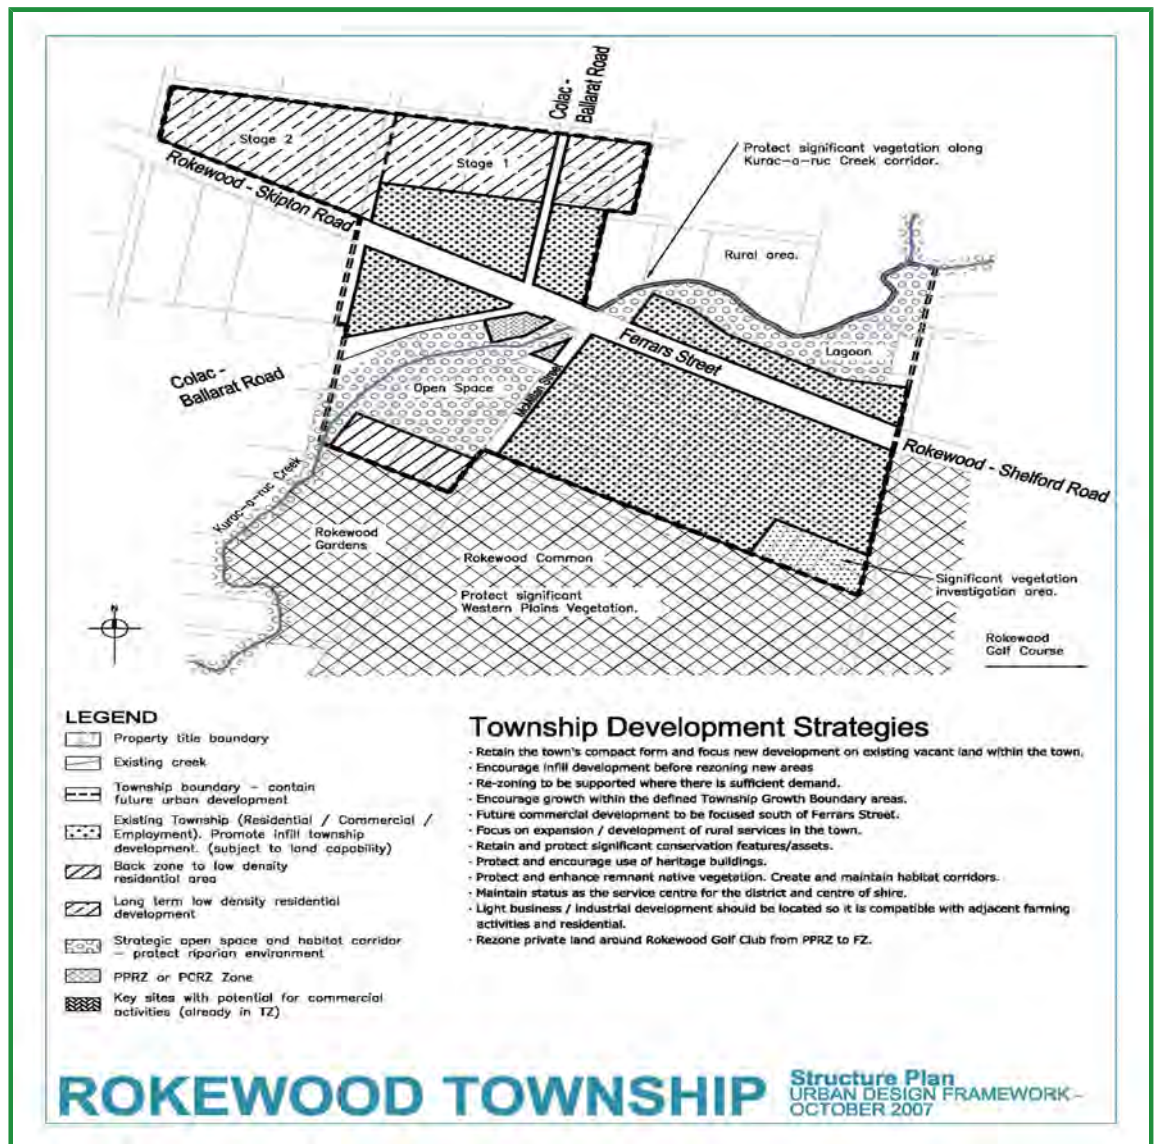 Colac -
Ballarat Road
Stage 2
Stage 1
Rokewood - Skipton Road
Protect significant vegetation along
Kurac-a-ruc Creek corridor.
Rural area.
Ferrars Street
Lagoon
Colac -
Ballarat Road
Open Space
McMillan Street
Rokewood - Shelford Road
Kurac-a-ruc Creek
Rokewood
Gardens
Rokewood Common
Protect significant
Western Plains Vegetation.
Significant vegetation
investigation area.
N
Rokewood
Golf Course
LEGEND
Property title boundary
Existing creek
Township boundary - contain
future urban development
Existing Township (Residential / Commercial /
Employment). Promote infill township
development. (subject to land capability)
Back zone to low density
residential area
Long term low density residential
development
Strategic open space and habitat corridor
- protect riparian environment
PPRZ or PCRZ Zone
Key sites with potential for commercial
activities (already in TZ)
Township Development Strategies
· Retain the town's compact form and focus new development on existing vacant land within the town.
· Encourage infill development before rezoning new areas
· Re-zoning to be supported where there is sufficient demand.
· Encourage growth within the defined Township Growth Boundary areas.
· Future commercial development to be focused south of Ferrars Street.
· Focus on expansion / development of rural services in the town.
· Retain and protect significant conservation features/assets.
· Protect and encourage use of heritage buildings.
· Protect and enhance remnant native vegetation. Create and maintain habitat corridors.
· Maintain status as the service centre for the district and centre of shire.
· Light business / industrial development should be located so it is compatible with adjacent farming
activities and residential.
· Rezone private land around Rokewood Golf Club from PPRZ to FZ.
ROKEWOOD TOWNSHIP
Structure Plan
URBAN DESIGN FRAMEWORK -
OCTOBER 2007